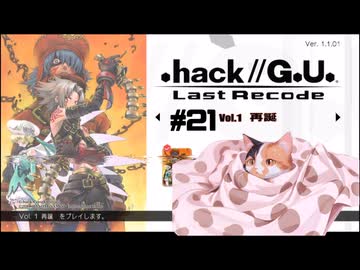 Ver. 1.1.01
.hack//G.U.
Last Recode
#21 Vol.1 再誕
Vol.1 再誕 をプレイします。